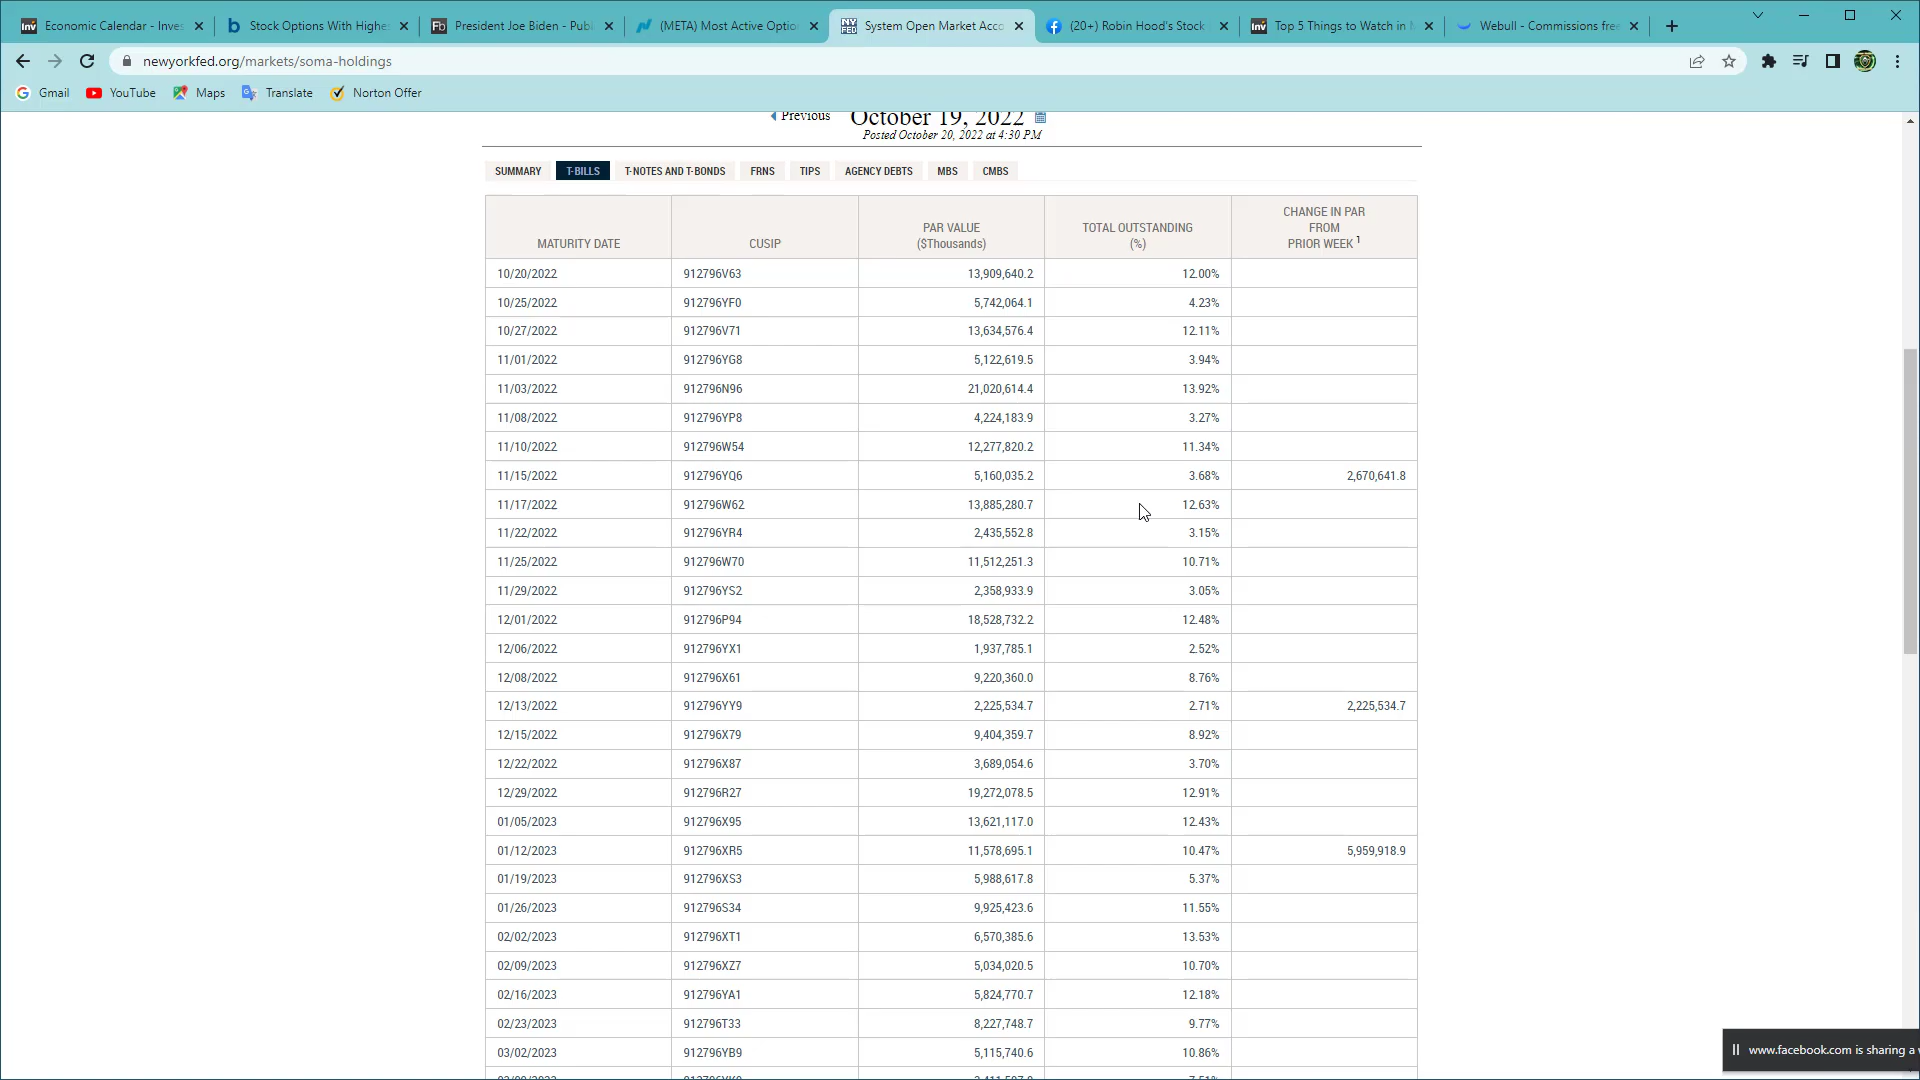 Economic Calendar - Inves
Stock Options With Highe
President Joe Biden - Publ
(META) Most Active Optio
System Open Market Acco
(20+) Robin Hood's Stock
Top 5 Things to Watch in
Webull - Commissions free
newyorkfed.org/markets/soma-holdings
Gmail YouTube Maps Translate Norton Offer
Previous October 19, 2022
Posted October 20, 2022 at 4:30 PM
SUMMARY T-BILLS T-NOTES AND T-BONDS FRNS TIPS AGENCY DEBTS MBS CMBS
MATURITY DATE CUSIP PAR VALUE ($Thousands) TOTAL OUTSTANDING (%) CHANGE IN PAR FROM PRIOR WEEK 1
10/20/2022 912796V63 13,909,640.2 12.00%
10/25/2022 912796YF0 5,742,064.1 4.23%
10/27/2022 912796V71 13,634,576.4 12.11%
11/01/2022 912796YG8 5,122,619.5 3.94%
11/03/2022 912796N96 21,020,614.4 13.92%
11/08/2022 912796YP8 4,224,183.9 3.27%
11/10/2022 912796W54 12,277,820.2 11.34%
11/15/2022 912796YQ6 5,160,035.2 3.68% 2,670,641.8
11/17/2022 912796W62 13,885,280.7 12.63%
11/22/2022 912796YR4 2,435,552.8 3.15%
11/25/2022 912796W70 11,512,251.3 10.71%
11/29/2022 912796YS2 2,358,933.9 3.05%
12/01/2022 912796P94 18,528,732.2 12.48%
12/06/2022 912796YX1 1,937,785.1 2.52%
12/08/2022 912796X61 9,220,360.0 8.76%
12/13/2022 912796YY9 2,225,534.7 2.71% 2,225,534.7
12/15/2022 912796X79 9,404,359.7 8.92%
12/22/2022 912796X87 3,689,054.6 3.70%
12/29/2022 912796R27 19,272,078.5 12.91%
01/05/2023 912796X95 13,621,117.0 12.43%
01/12/2023 912796XR5 11,578,695.1 10.47% 5,959,918.9
01/19/2023 912796XS3 5,988,617.8 5.37%
01/26/2023 912796S34 9,925,423.6 11.55%
02/02/2023 912796XT1 6,570,385.6 13.53%
02/09/2023 912796XZ7 5,034,020.5 10.70%
02/16/2023 912796YA1 5,824,770.7 12.18%
02/23/2023 912796T33 8,227,748.7 9.77%
03/02/2023 912796YB9 5,115,740.6 10.86%
www.facebook.com is sharing a